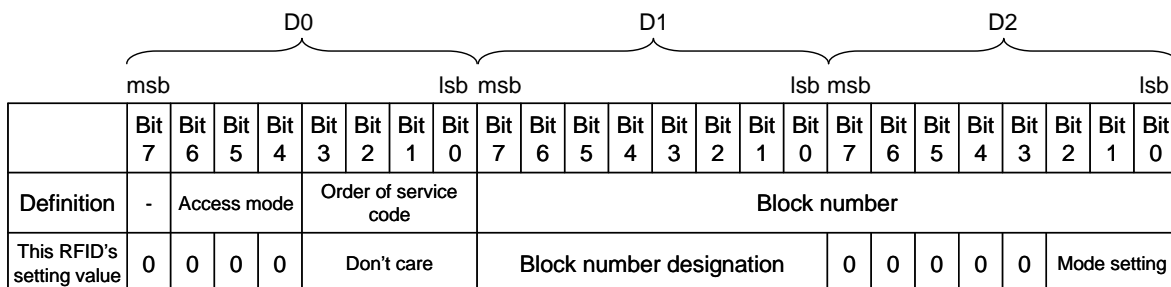 D0 D1 D2
msb lsb msb lsb msb lsb
Bit Bit Bit Bit Bit Bit Bit Bit Bit Bit Bit Bit Bit Bit Bit Bit Bit Bit Bit Bit Bit Bit Bit Bit
7 6 5 4 3 2 1 0 7 6 5 4 3 2 1 0 7 6 5 4 3 2 1 0
Definition - Access mode Order of service code Block number
This RFID's setting value 0 0 0 0 Don't care Block number designation 0 0 0 0 0 Mode setting